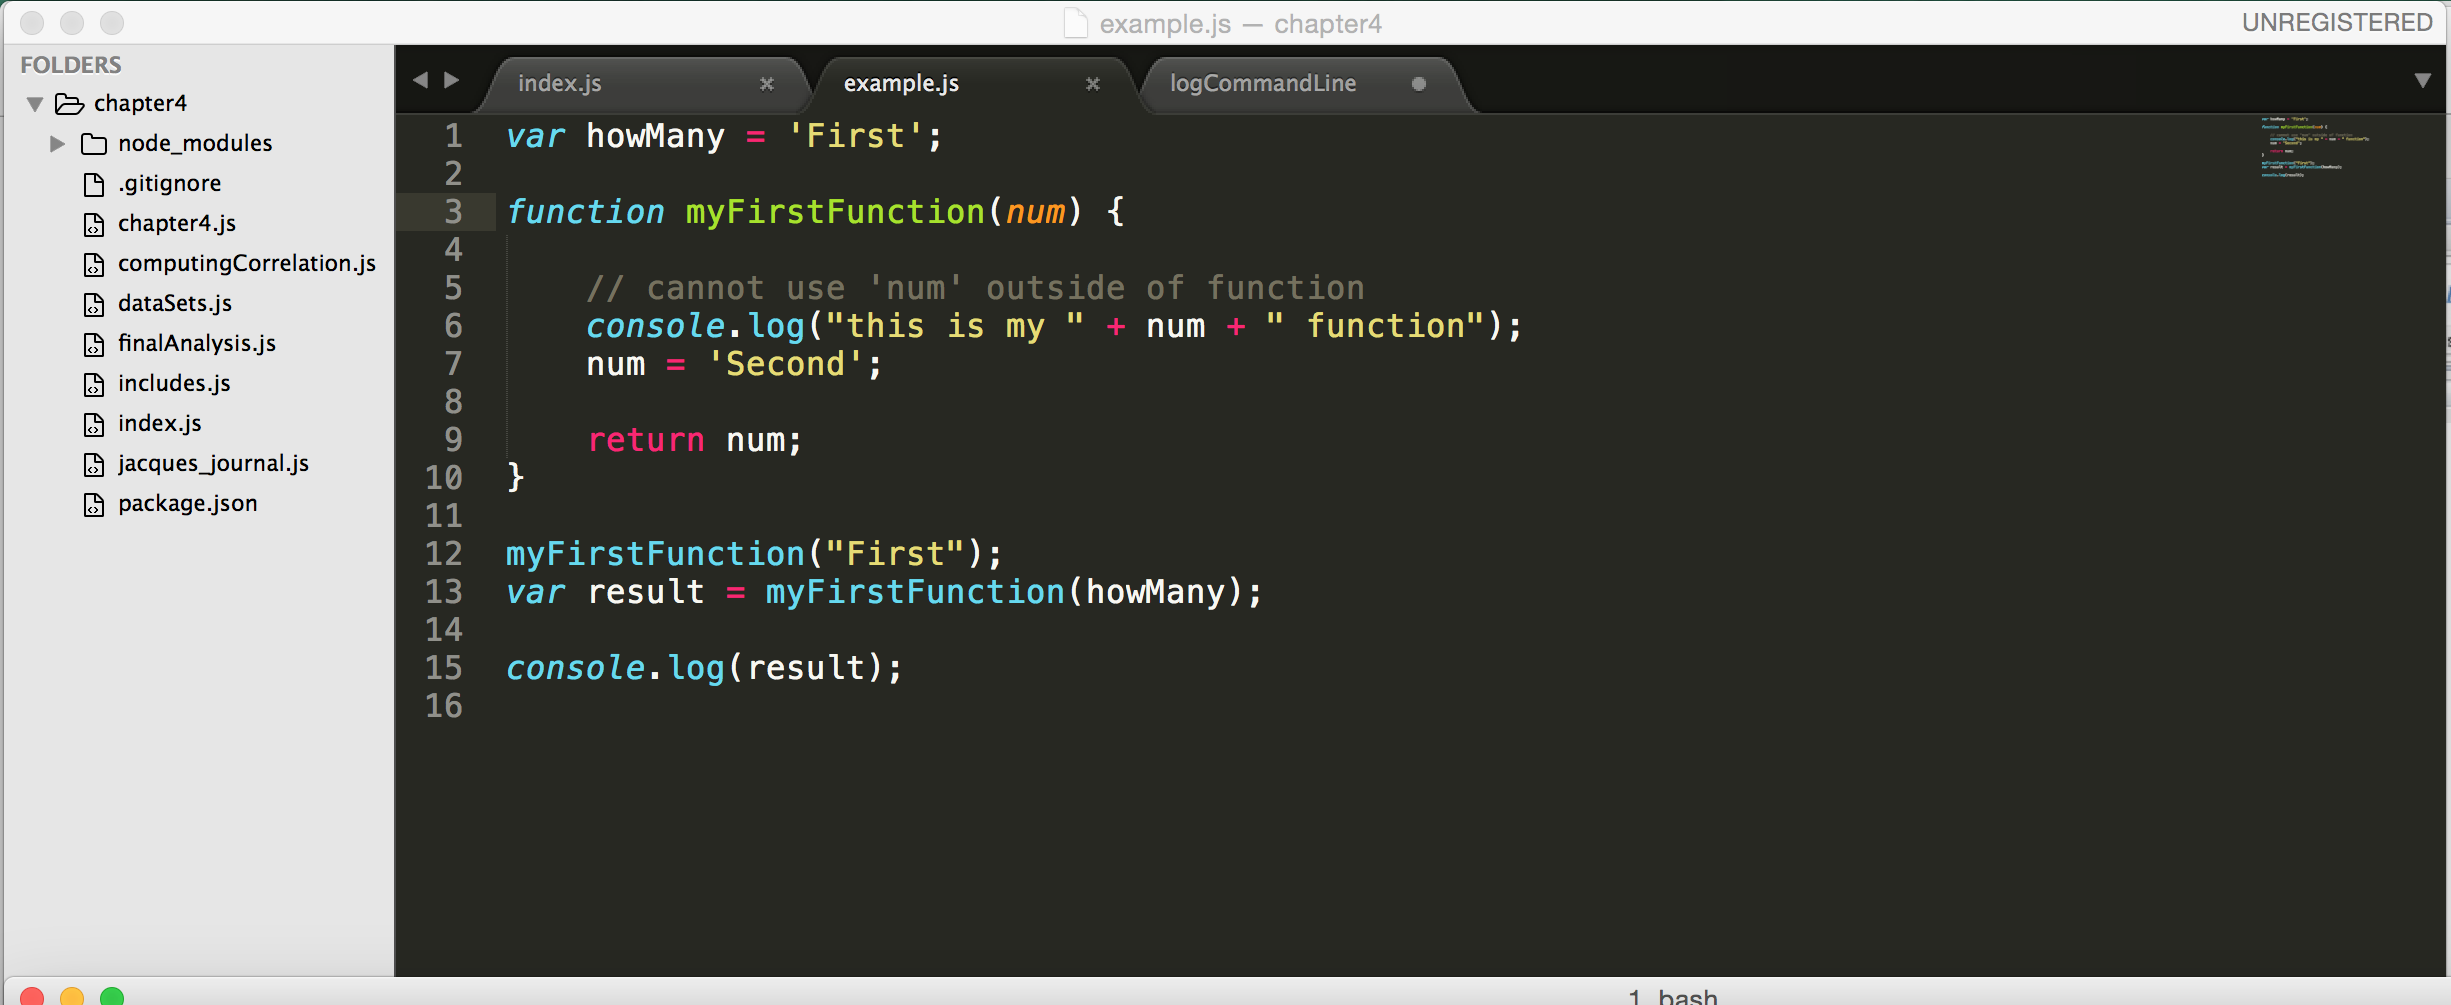 example.js — chapter4
UNREGISTERED
FOLDERS
chapter4
node_modules
.gitignore
chapter4.js
computingCorrelation.js
dataSets.js
finalAnalysis.js
includes.js
index.js
jacques_journal.js
package.json
index.js
example.js
logCommandLine
1 var howMany = 'First';
2
3 function myFirstFunction(num) {
4
5 // cannot use 'num' outside of function
6 console.log("this is my " + num + " function");
7 num = 'Second';
8
9 return num;
10 }
11
12 myFirstFunction("First");
13 var result = myFirstFunction(howMany);
14
15 console.log(result);
16
1. bash